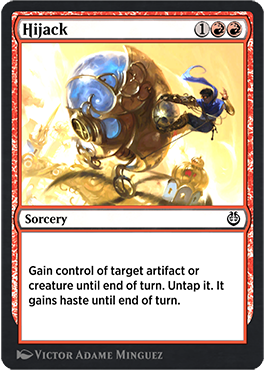 Hijack 1
Sorcery
Gain control of target artifact or
creature until end of turn. Untap it. It
gains haste until end of turn.
Victor Adame Minguez